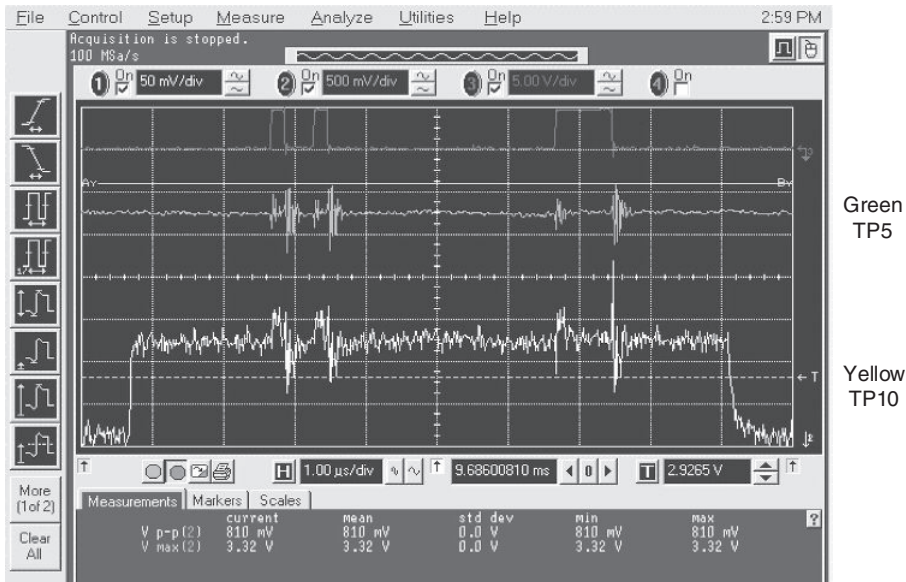 File Control Setup Measure Analyze Utilities Help 2:59 PM
Acquisition is stopped.
100 MSa/s
1 On 50 mV/div 2 On 500 mV/div 3 On 5.00 V/div 4 On
Ay By
Green
TP5
T
Yellow
TP10
2
More
(1of 2)
Clear
All
H 1.00 µs/div 9.68600810 ms 0 T 2.9265 V
Measurements Markers Scales
current mean std dev min max
V p-p(2) 810 mV 810 mV 0.0 V 810 mV 810 mV
V max(2) 3.32 V 3.32 V 0.0 V 3.32 V 3.32 V
?